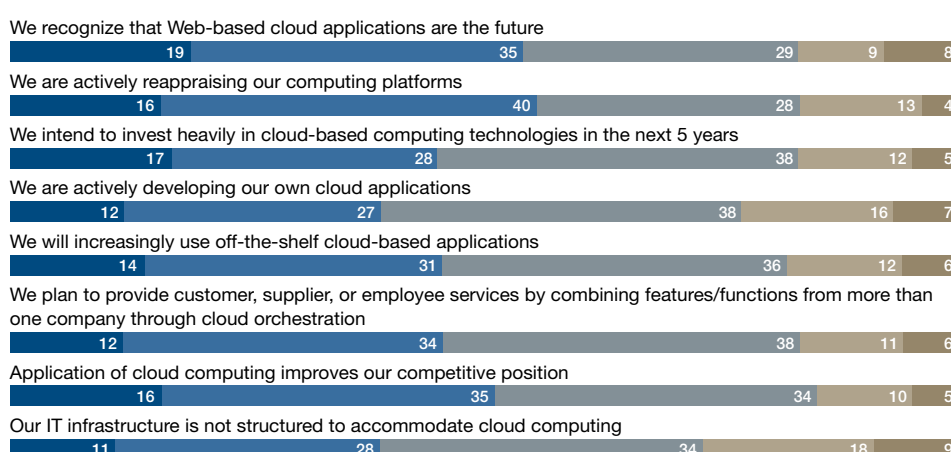 We recognize that Web-based cloud applications are the future
19 35 29 9 8
We are actively reappraising our computing platforms
16 40 28 13 4
We intend to invest heavily in cloud-based computing technologies in the next 5 years
17 28 38 12 5
We are actively developing our own cloud applications
12 27 38 16 7
We will increasingly use off-the-shelf cloud-based applications
14 31 36 12 6
We plan to provide customer, supplier, or employee services by combining features/functions from more than
one company through cloud orchestration
12 34 38 11 6
Application of cloud computing improves our competitive position
16 35 34 10 5
Our IT infrastructure is not structured to accommodate cloud computing
11 28 34 18 9